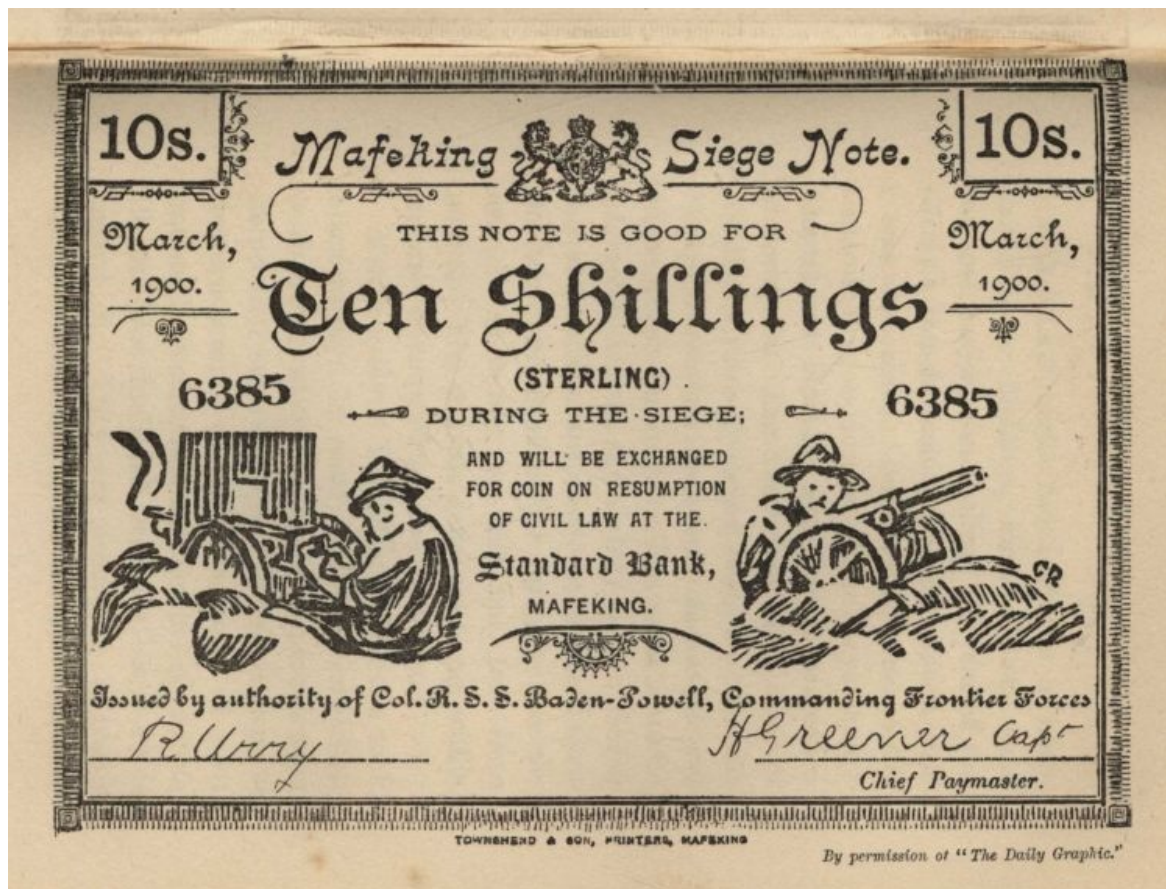 10s. Mafeking Siege Note. 10s.
March, 1900.
THIS NOTE IS GOOD FOR
March, 1900.
Ten Shillings
(STERLING).
6385
DURING THE SIEGE;
6385
AND WILL BE EXCHANGED
FOR COIN ON RESUMPTION
OF CIVIL LAW AT THE.
Standard Bank,
MAFEKING.
CR
Issued by authority of Col. R. S. S. Baden-Powell, Commanding Frontier Forces
R Urry
H Greener Capt
Chief Paymaster.
TOWNSHEND & SON, PRINTERS, MAFEKING
By permission of "The Daily Graphic."